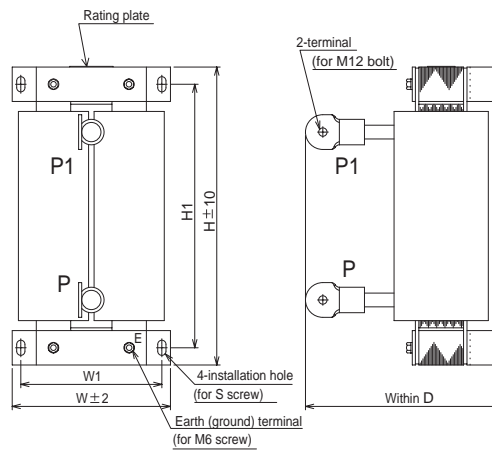 Rating plate
2-terminal
(for M12 bolt)
P1
P1
H1
H±10
P
P
E
W1
4-installation hole
(for S screw)
W±2
Within D
Earth (ground) terminal
(for M6 screw)